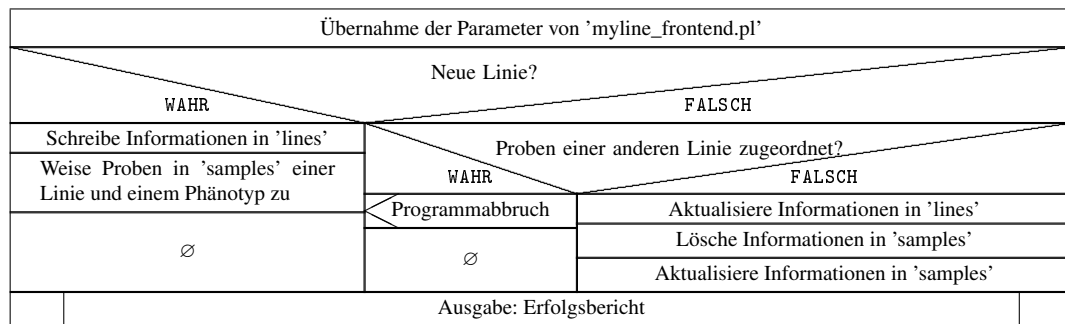 Übernahme der Parameter von ’myline_frontend.pl’
Neue Linie?
WAHR
FALSCH
Schreibe Informationen in ’lines’
Weise Proben in ’samples’ einer
Linie und einem Phänotyp zu
∅
Proben einer anderen Linie zugeordnet?
WAHR
FALSCH
Programmabbruch
∅
Aktualisiere Informationen in ’lines’
Lösche Informationen in ’samples’
Aktualisiere Informationen in ’samples’
Ausgabe: Erfolgsbericht